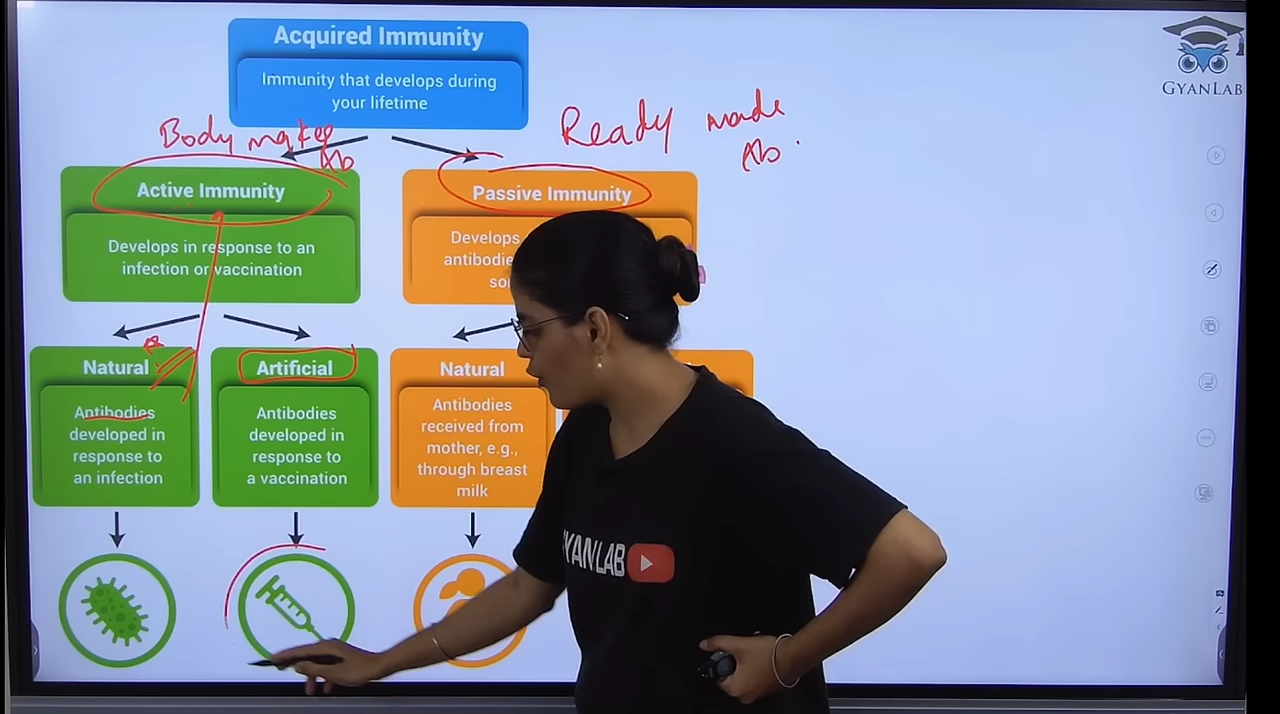 Acquired Immunity
Immunity that develops during
your lifetime
Body makes
Ab
Ready made
Ab
Active Immunity
Develops in response to an
infection or vaccination
Passive Immunity
Develops
Natural
Antibodies
developed in
response to
an infection
Artificial
Antibodies
developed in
response to
a vaccination
Natural
Antibodies
received from
mother, e.g.,
through breast
milk
GYANLAB
GYANLAB